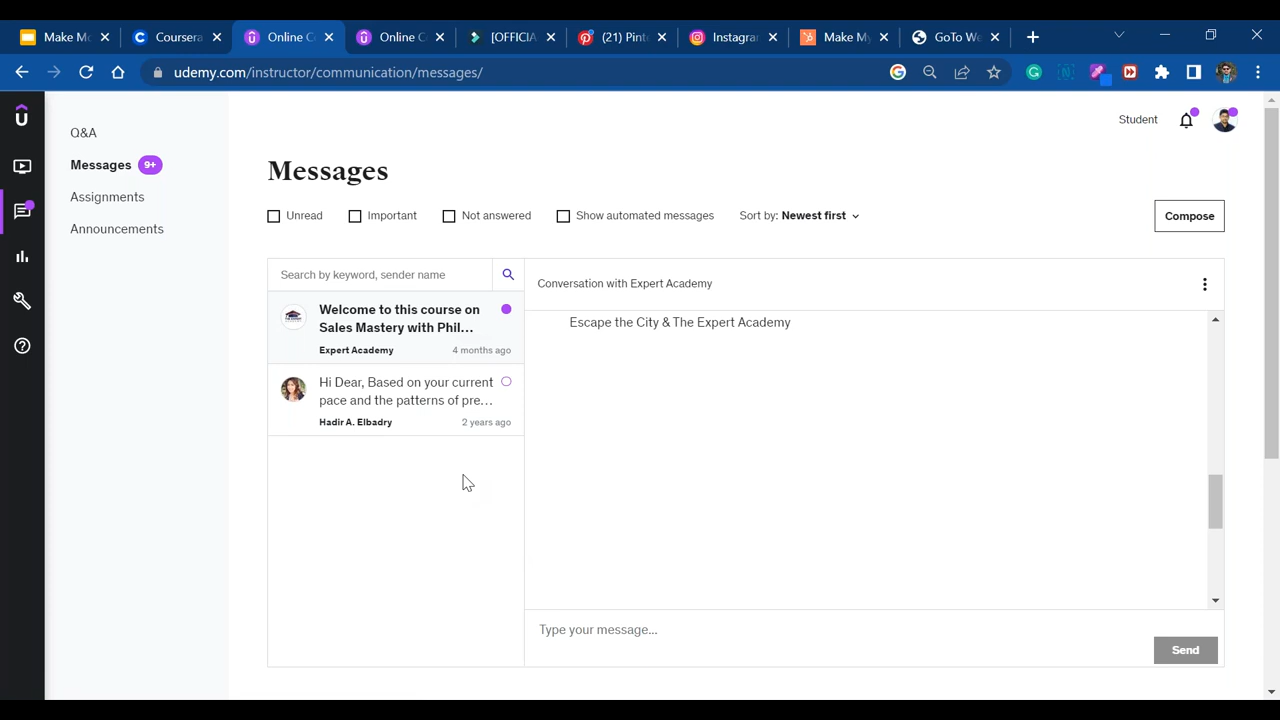 Make Mo
Coursera
Online C
Online C
[OFFICIA
(21) Pint
Instagra
Make My
GoTo We
udemy.com/instructor/communication/messages/
Student
Q&A
Messages 9+
Assignments
Announcements
Messages
Unread
Important
Not answered
Show automated messages
Sort by: Newest first
Compose
Search by keyword, sender name
Conversation with Expert Academy
Welcome to this course on
Sales Mastery with Phil...
Expert Academy 4 months ago
Hi Dear, Based on your current
pace and the patterns of pre...
Hadir A. Elbadry 2 years ago
Escape the City & The Expert Academy
Type your message...
Send